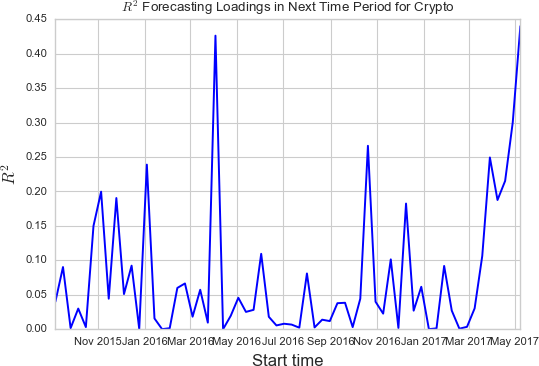 R² Forecasting Loadings in Next Time Period for Crypto
0.45
0.40
0.35
0.30
0.25
0.20
0.15
0.10
0.05
0.00
R²
Nov 2015 Jan 2016 Mar 2016 May 2016 Jul 2016 Sep 2016 Nov 2016 Jan 2017 Mar 2017 May 2017
Start time